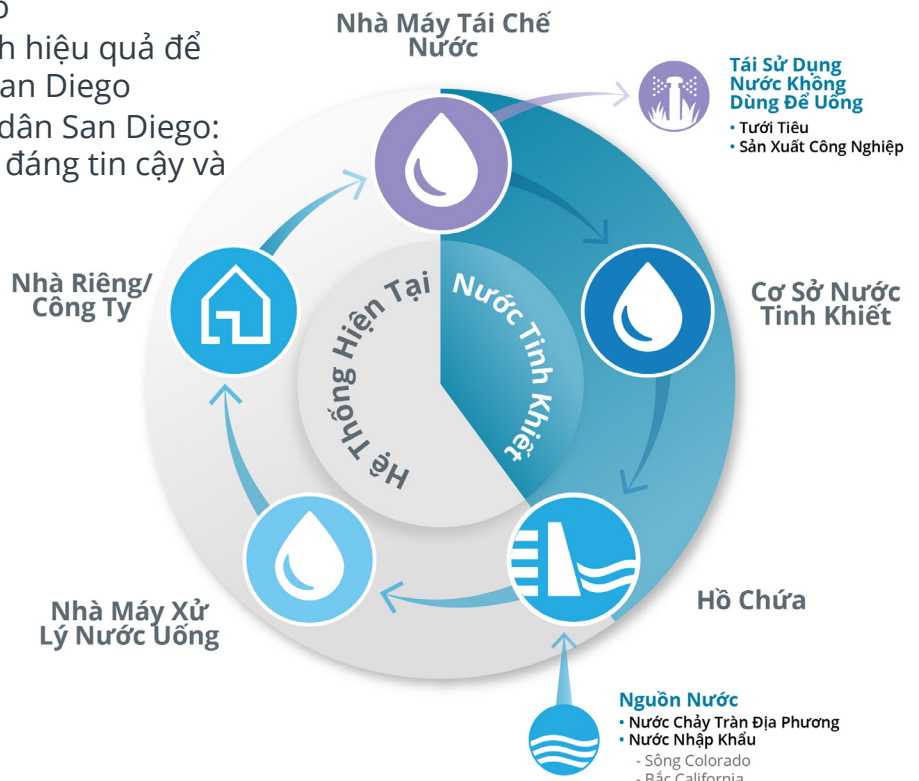 h hiệu quả để
an Diego
dân San Diego:
đáng tin cậy và
Nhà Máy Tái Chế
Nước
Tái Sử Dụng
Nước Không
Dùng Để Uống
• Tưới Tiêu
• Sản Xuất Công Nghiệp
Nhà Riêng/
Công Ty
Cơ Sở Nước
Tinh Khiết
Hệ Thống Hiện Tại
Nước Tinh Khiết
Nhà Máy Xử
Lý Nước Uống
Hồ Chứa
Nguồn Nước
• Nước Chảy Tràn Địa Phương
• Nước Nhập Khẩu
- Sông Colorado
- Bắc California